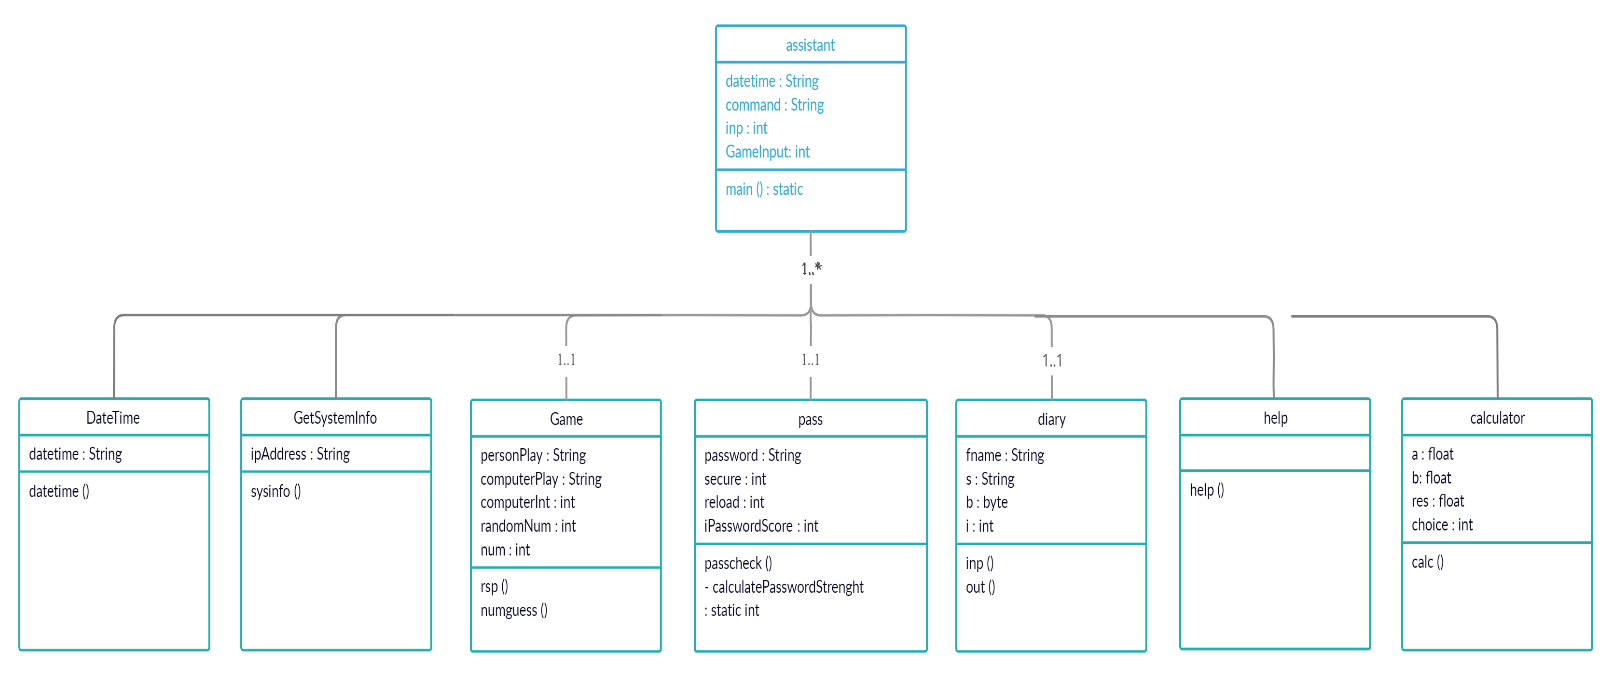 assistant
datetime : String
command : String
inp : int
GameInput: int
main () : static
1..*
1..1
1..1
1..1
DateTime
datetime : String
datetime ()
GetSystemInfo
ipAddress : String
sysinfo ()
Game
personPlay : String
computerPlay : String
computerInt : int
randomNum : int
num : int
rsp ()
numguess ()
pass
password : String
secure : int
reload : int
iPasswordScore : int
passcheck ()
- calculatePasswordStrenght
: static int
diary
fname : String
s : String
b : byte
i : int
inp ()
out ()
help
help ()
calculator
a : float
b: float
res : float
choice : int
calc ()